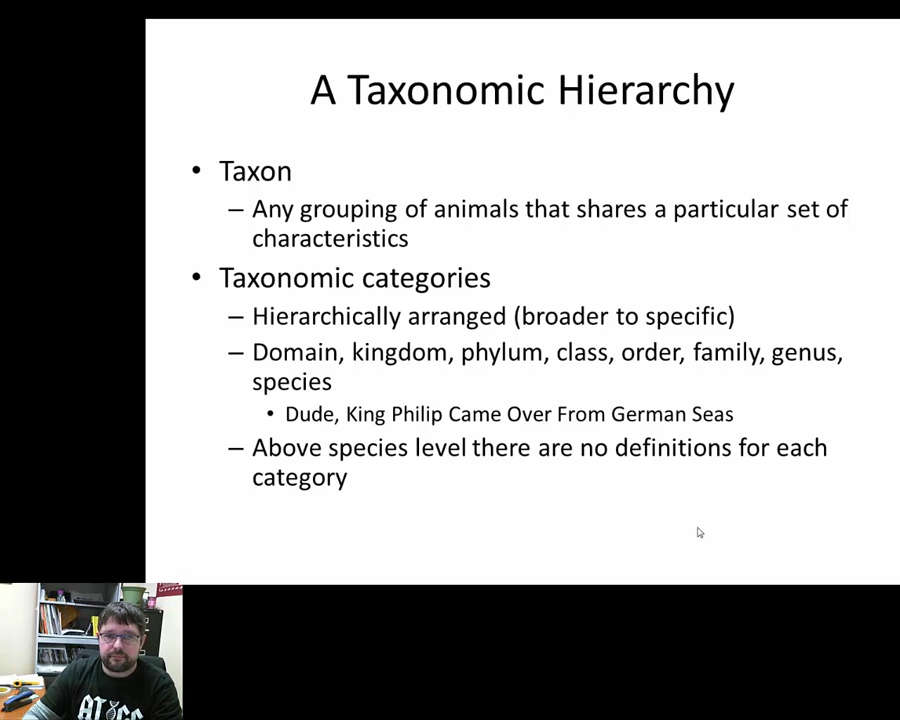 A Taxonomic Hierarchy
• Taxon
– Any grouping of animals that shares a particular set of
characteristics
• Taxonomic categories
– Hierarchically arranged (broader to specific)
– Domain, kingdom, phylum, class, order, family, genus,
species
• Dude, King Philip Came Over From German Seas
– Above species level there are no definitions for each
category